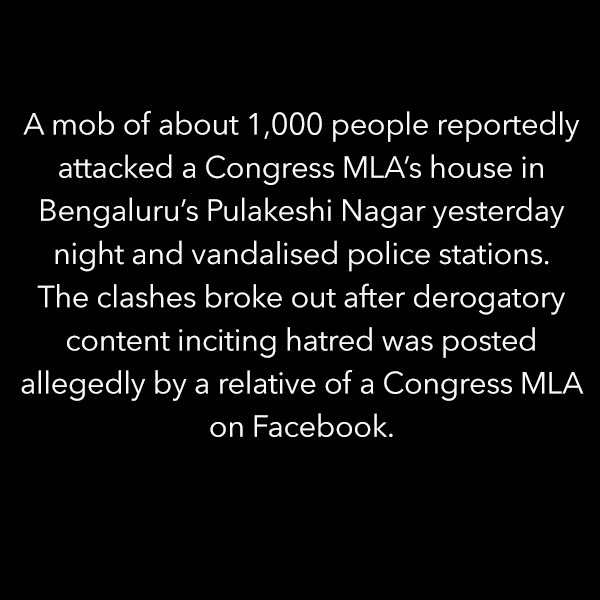 A mob of about 1,000 people reportedly
attacked a Congress MLA’s house in
Bengaluru’s Pulakeshi Nagar yesterday
night and vandalised police stations.
The clashes broke out after derogatory
content inciting hatred was posted
allegedly by a relative of a Congress MLA
on Facebook.